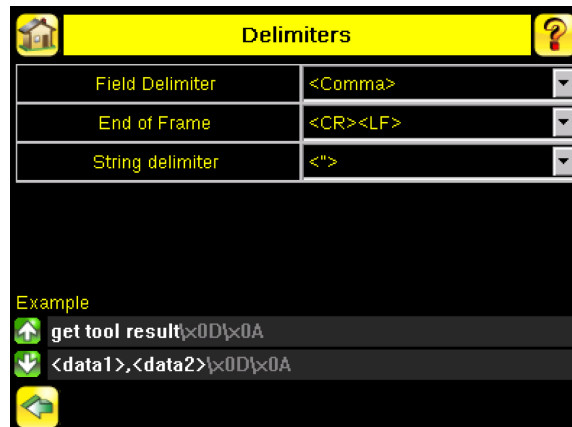 Delimiters
?
Field Delimiter <Comma>
End of Frame <CR><LF>
String delimiter <">
Example
get tool result\x0D\x0A
<data1>,<data2>\x0D\x0A